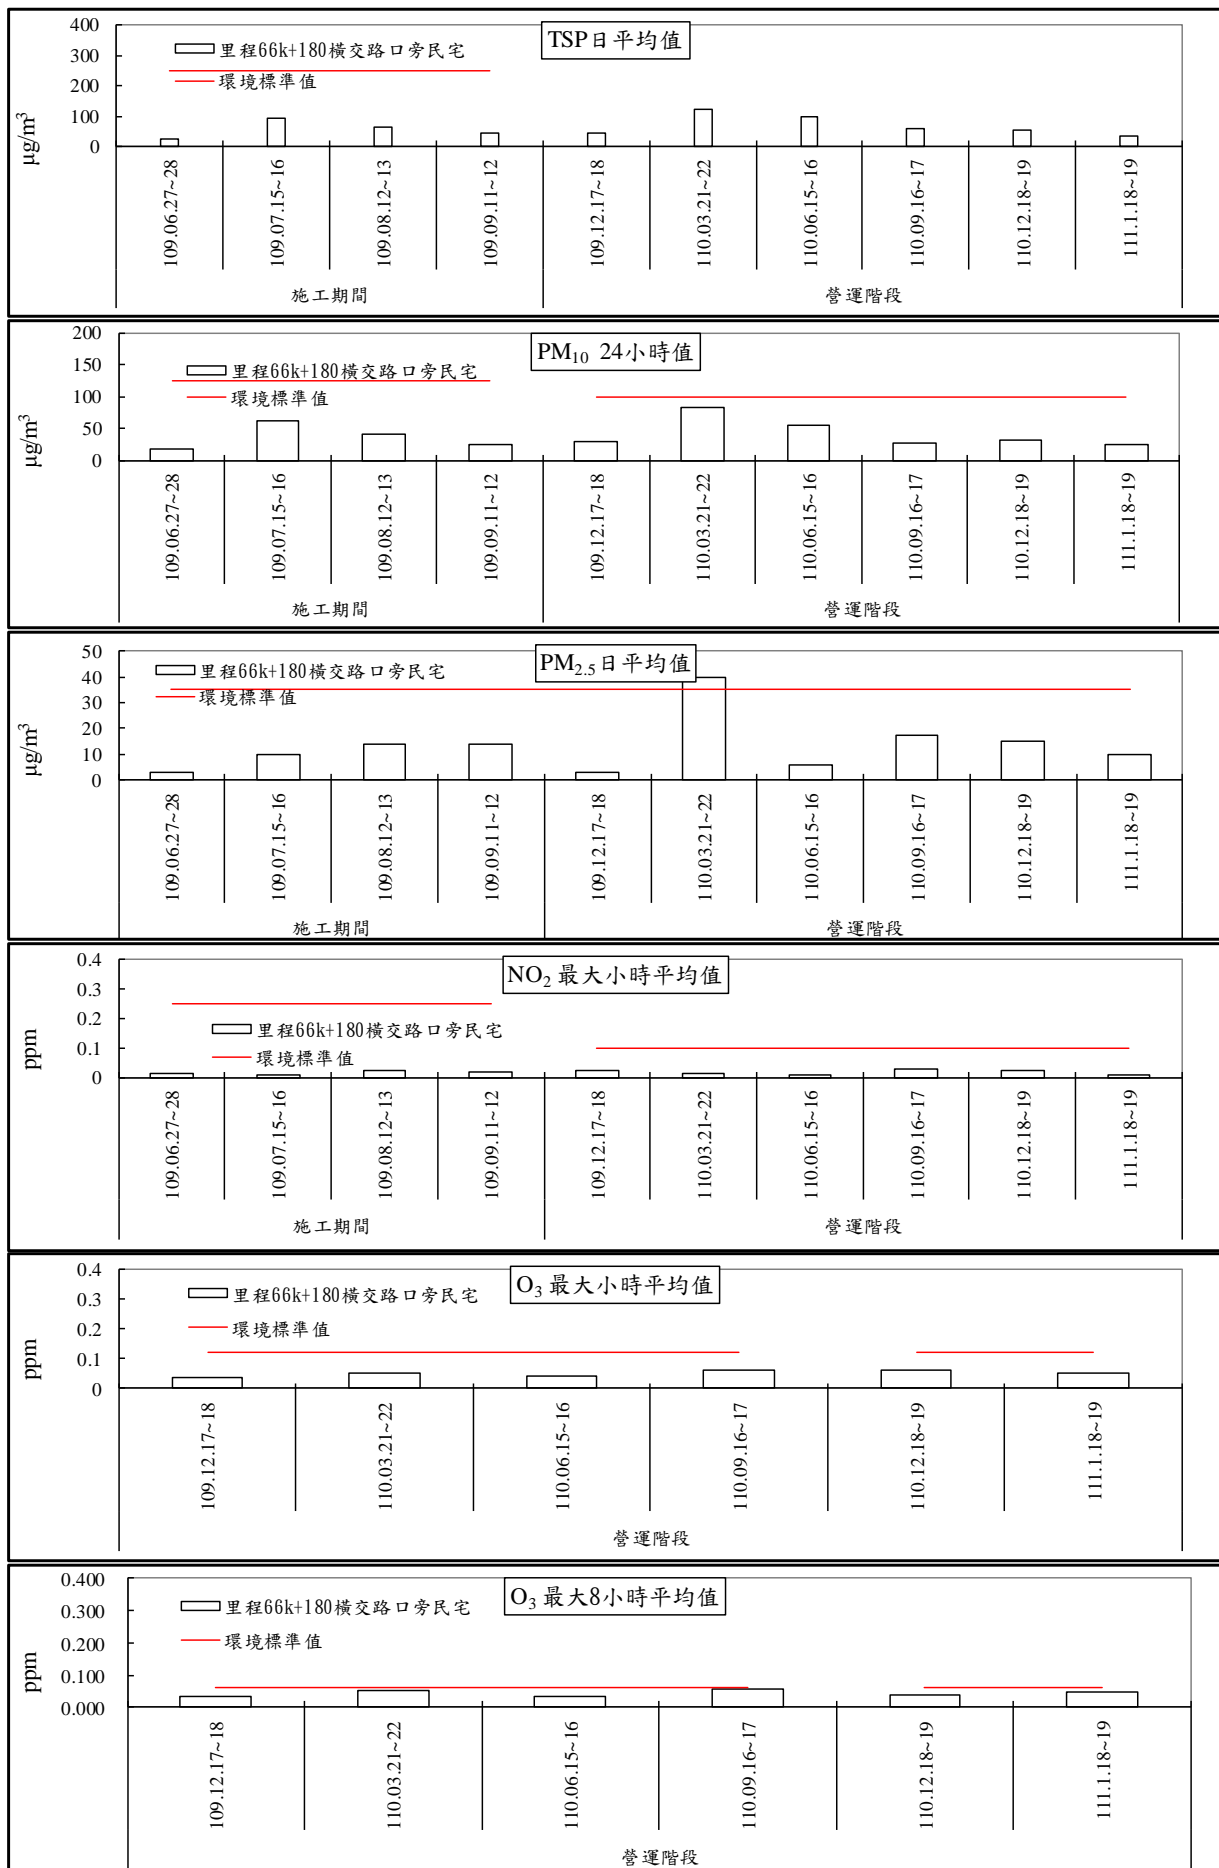 TSP日平均值
400
300
200
100
0
μg/m³
里程66k+180橫交路口旁民宅
環境標準值
109.06.27~28
109.07.15~16
109.08.12~13
109.09.11~12
109.12.17~18
110.03.21~22
110.06.15~16
110.09.16~17
110.12.18~19
111.1.18~19
施工期間
營運階段
PM₁₀ 24小時值
200
150
100
50
0
μg/m³
里程66k+180橫交路口旁民宅
環境標準值
109.06.27~28
109.07.15~16
109.08.12~13
109.09.11~12
109.12.17~18
110.03.21~22
110.06.15~16
110.09.16~17
110.12.18~19
111.1.18~19
施工期間
營運階段
PM₂.₅日平均值
50
40
30
20
10
0
μg/m³
里程66k+180橫交路口旁民宅
環境標準值
109.06.27~28
109.07.15~16
109.08.12~13
109.09.11~12
109.12.17~18
110.03.21~22
110.06.15~16
110.09.16~17
110.12.18~19
111.1.18~19
施工期間
營運階段
NO₂ 最大小時平均值
0.4
0.3
0.2
0.1
0
ppm
里程66k+180橫交路口旁民宅
環境標準值
109.06.27~28
109.07.15~16
109.08.12~13
109.09.11~12
109.12.17~18
110.03.21~22
110.06.15~16
110.09.16~17
110.12.18~19
111.1.18~19
施工期間
營運階段
O₃ 最大小時平均值
0.4
0.3
0.2
0.1
0
ppm
里程66k+180橫交路口旁民宅
環境標準值
109.12.17~18
110.03.21~22
110.06.15~16
110.09.16~17
110.12.18~19
111.1.18~19
營運階段
O₃ 最大8小時平均值
0.400
0.300
0.200
0.100
0.000
ppm
里程66k+180橫交路口旁民宅
環境標準值
109.12.17~18
110.03.21~22
110.06.15~16
110.09.16~17
110.12.18~19
111.1.18~19
營運階段